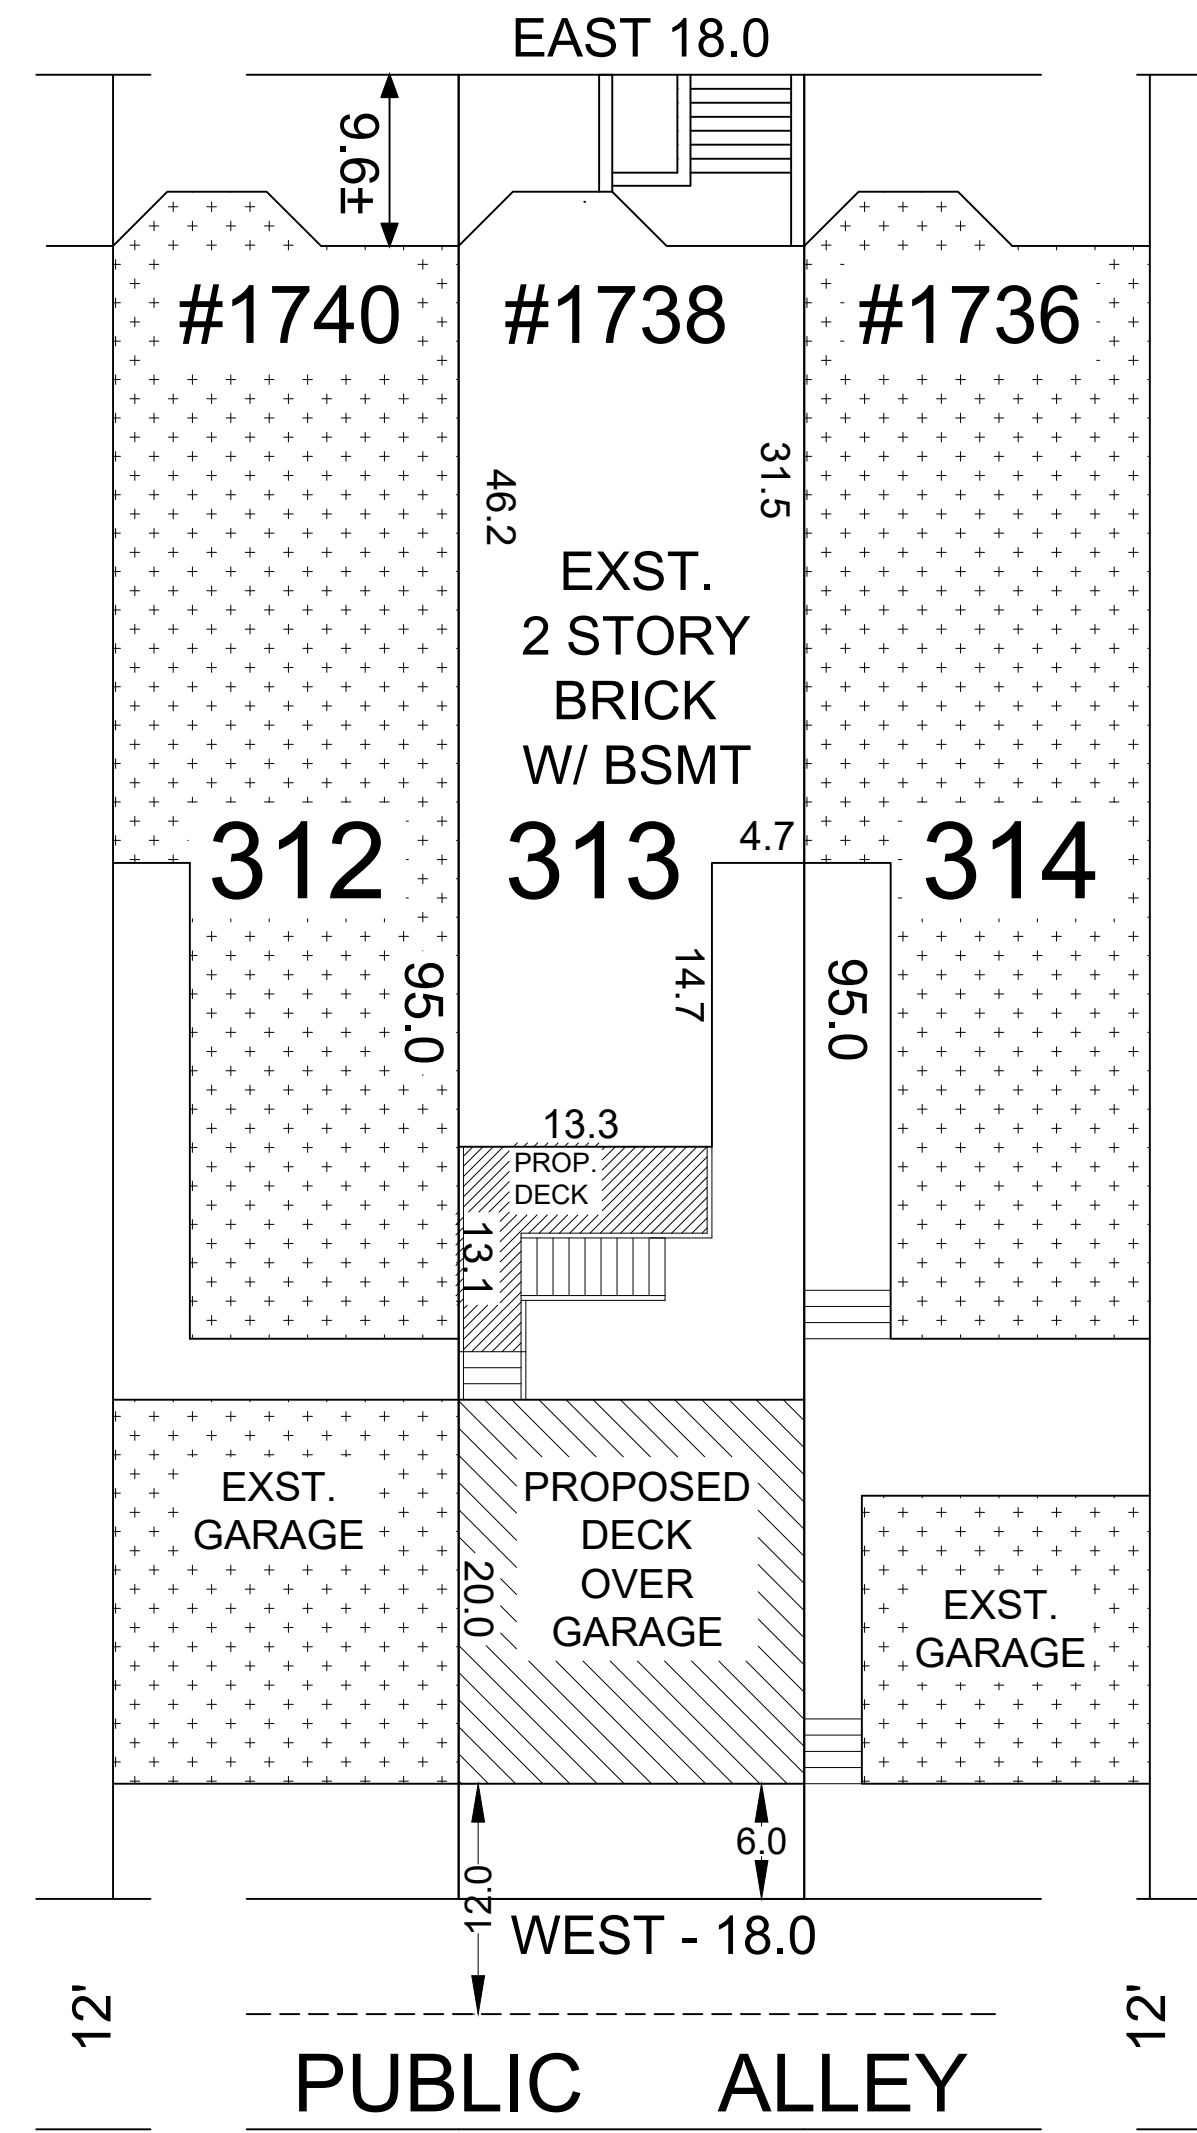 EAST 18.0
9.6±
#1740
#1738
#1736
46.2
31.5
EXST.
2 STORY
BRICK
W/ BSMT
4.7
312
313
314
95.0
14.7
95.0
13.3
PROP.
DECK
13.1
EXST.
GARAGE
PROPOSED
DECK
OVER
GARAGE
20.0
EXST.
GARAGE
6.0
12.0
WEST - 18.0
12'
12'
PUBLIC ALLEY